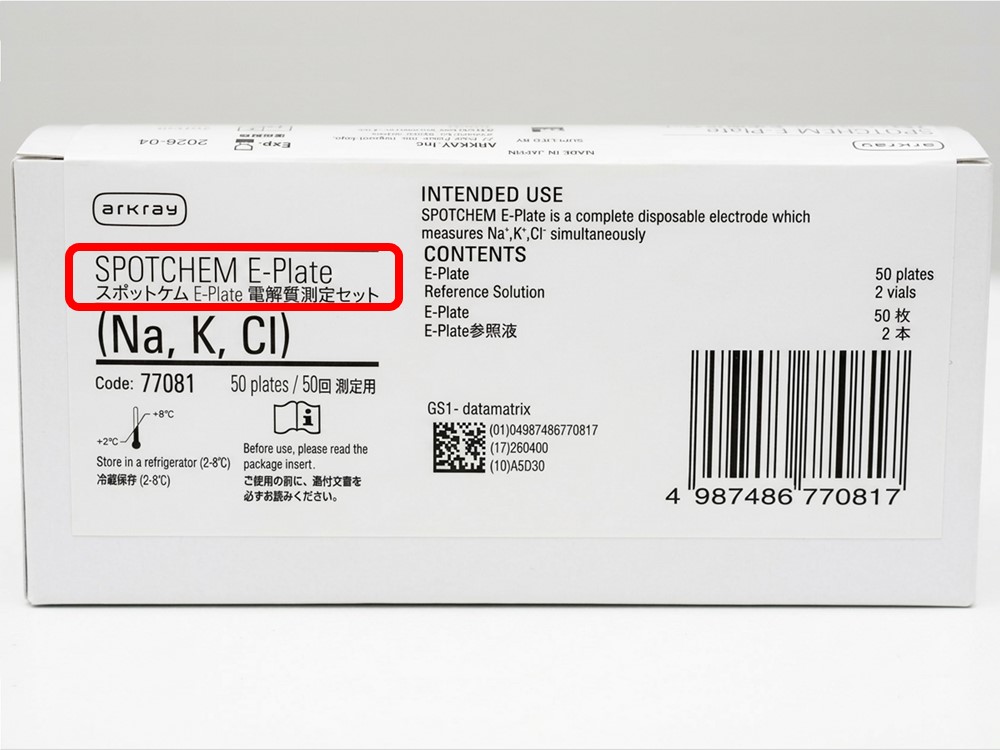 2026-04
Exp.
ARKRAY, Inc.
SUPPLIED BY
MADE IN JAPAN
SPOTCHEM E-Plate
arkray
arkray
SPOTCHEM E-Plate
スポットケム E-Plate 電解質測定セット
(Na, K, Cl)
Code: 77081 50 plates / 50回 測定用
+8℃
+2℃
Store in a refrigerator (2-8℃)
冷蔵保存 (2-8℃)
Before use, please read the
package insert.
ご使用の前に、添付文書を
必ずお読みください。
INTENDED USE
SPOTCHEM E-Plate is a complete disposable electrode which
measures Na⁺,K⁺,Cl⁻ simultaneously
CONTENTS
E-Plate 50 plates
Reference Solution 2 vials
E-Plate 50 枚
E-Plate参照液 2 本
GS1- datamatrix
(01)04987486770817
(17)260400
(10)A5D30
4 987486 770817